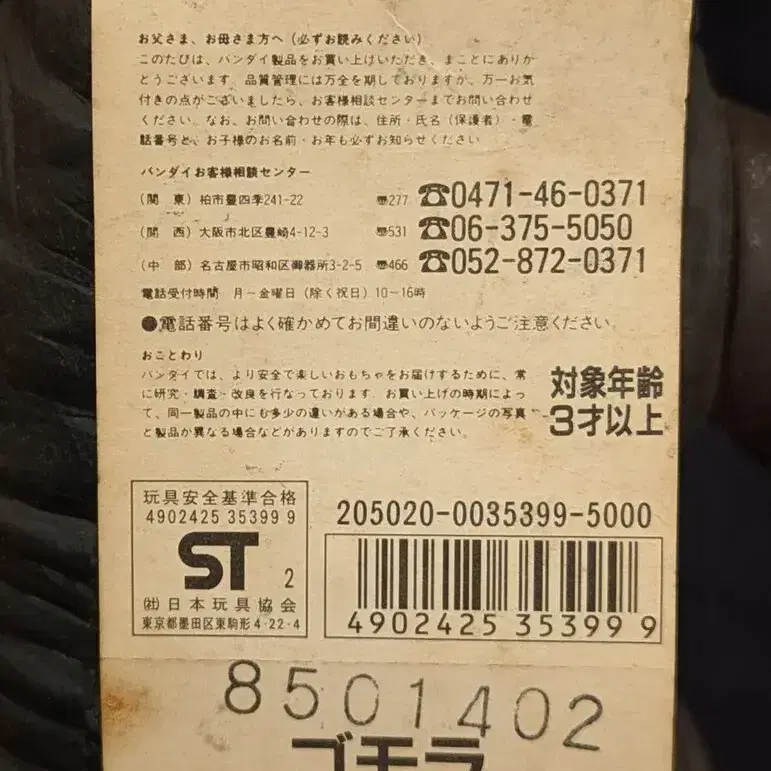 お父さま、お母さま方へ（必ずお読みください）
このたびは、バンダイ製品をお買い上げいただき、まことにありか
とうございます。品質管理には万全を期しておりますが、万一お気
付きの点がございましたら、お客様相談センターまでお問い合わせ
ください。なお、お問い合わせの際は、住所・氏名（保護者）・電
話番号と、お子様のお名前・お年も必ずお知らせください
バンダイお客様相談センター
（関 東）柏市豊四季241-22 〠277 ☎0471-46-0371
（関 西）大阪市北区豊崎4-12-3 〠531 ☎06-375-5050
（中 部）名古屋市昭和区御器所3-2-5 〠466 ☎052-872-0371
電話受付時間 月～金曜日（除く祝日）10～16時
●電話番号はよく確かめてお間違いのないようご注意ください。
おことわり
バンダイでは、より安全で楽しいおもちゃをお届けするために、常
に研究・調査・改良を行なっております。お買い上げの時期によっ
て、同一製品の中にも多少の違いがある場合や、パッケージの写真
と製品が異なる場合などがありますのでご了承ください。
対象年齢
3才以上
玩具安全基準合格
4902425 35399 9
ST 2
㈳日本玩具協会
東京都墨田区東駒形4-22-4
205020-0035399-5000
4902425 353999
8501402
ゴモラ